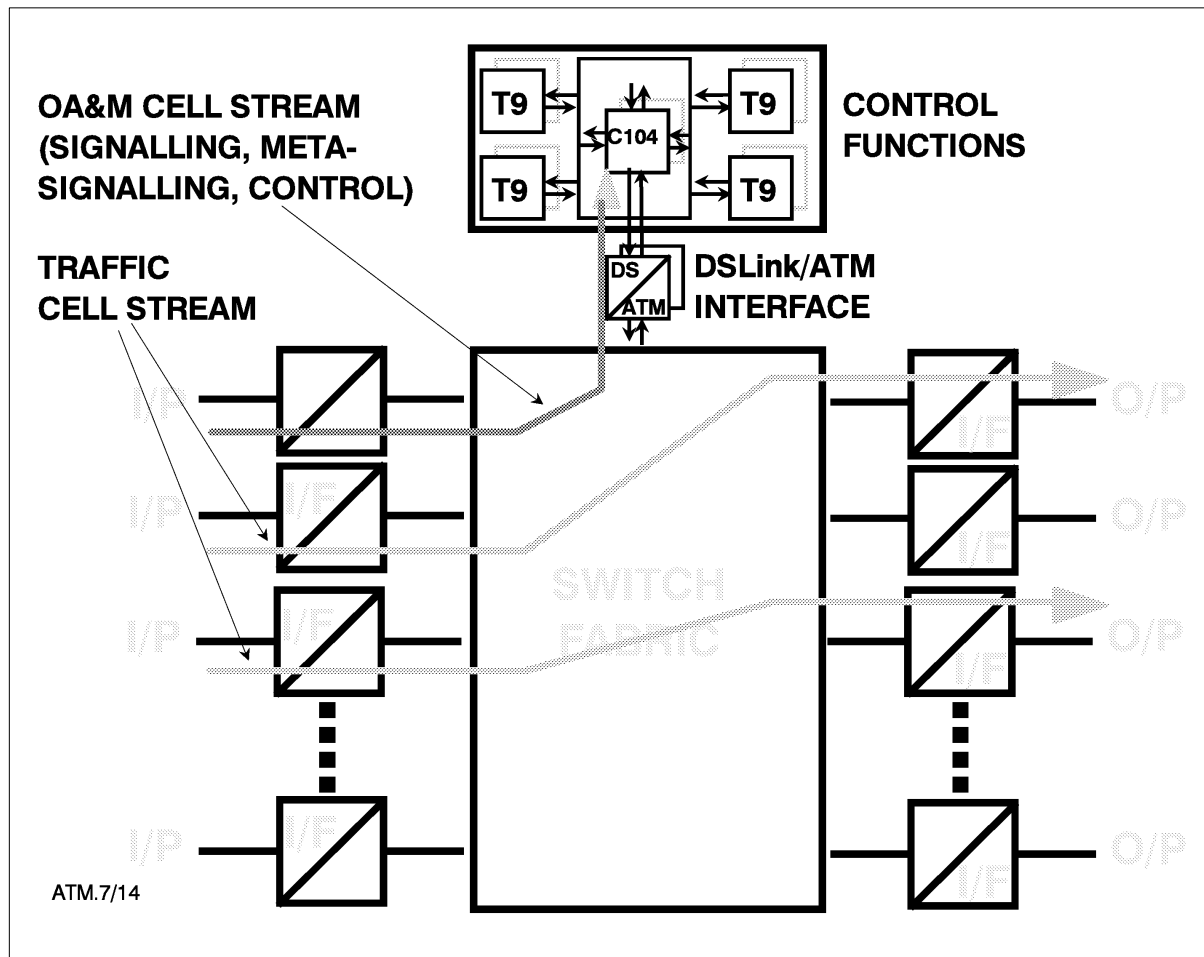 OA&M CELL STREAM
(SIGNALLING, META-
SIGNALLING, CONTROL)
TRAFFIC
CELL STREAM
T9
T9
C104
T9
T9
CONTROL
FUNCTIONS
DS
ATM
DSLink/ATM
INTERFACE
I/P
I/P
I/F
I/P
I/F
I/P
I/F
SWITCH
FABRIC
I/F
O/P
I/F
O/P
I/F
O/P
I/F
O/P
ATM.7/14